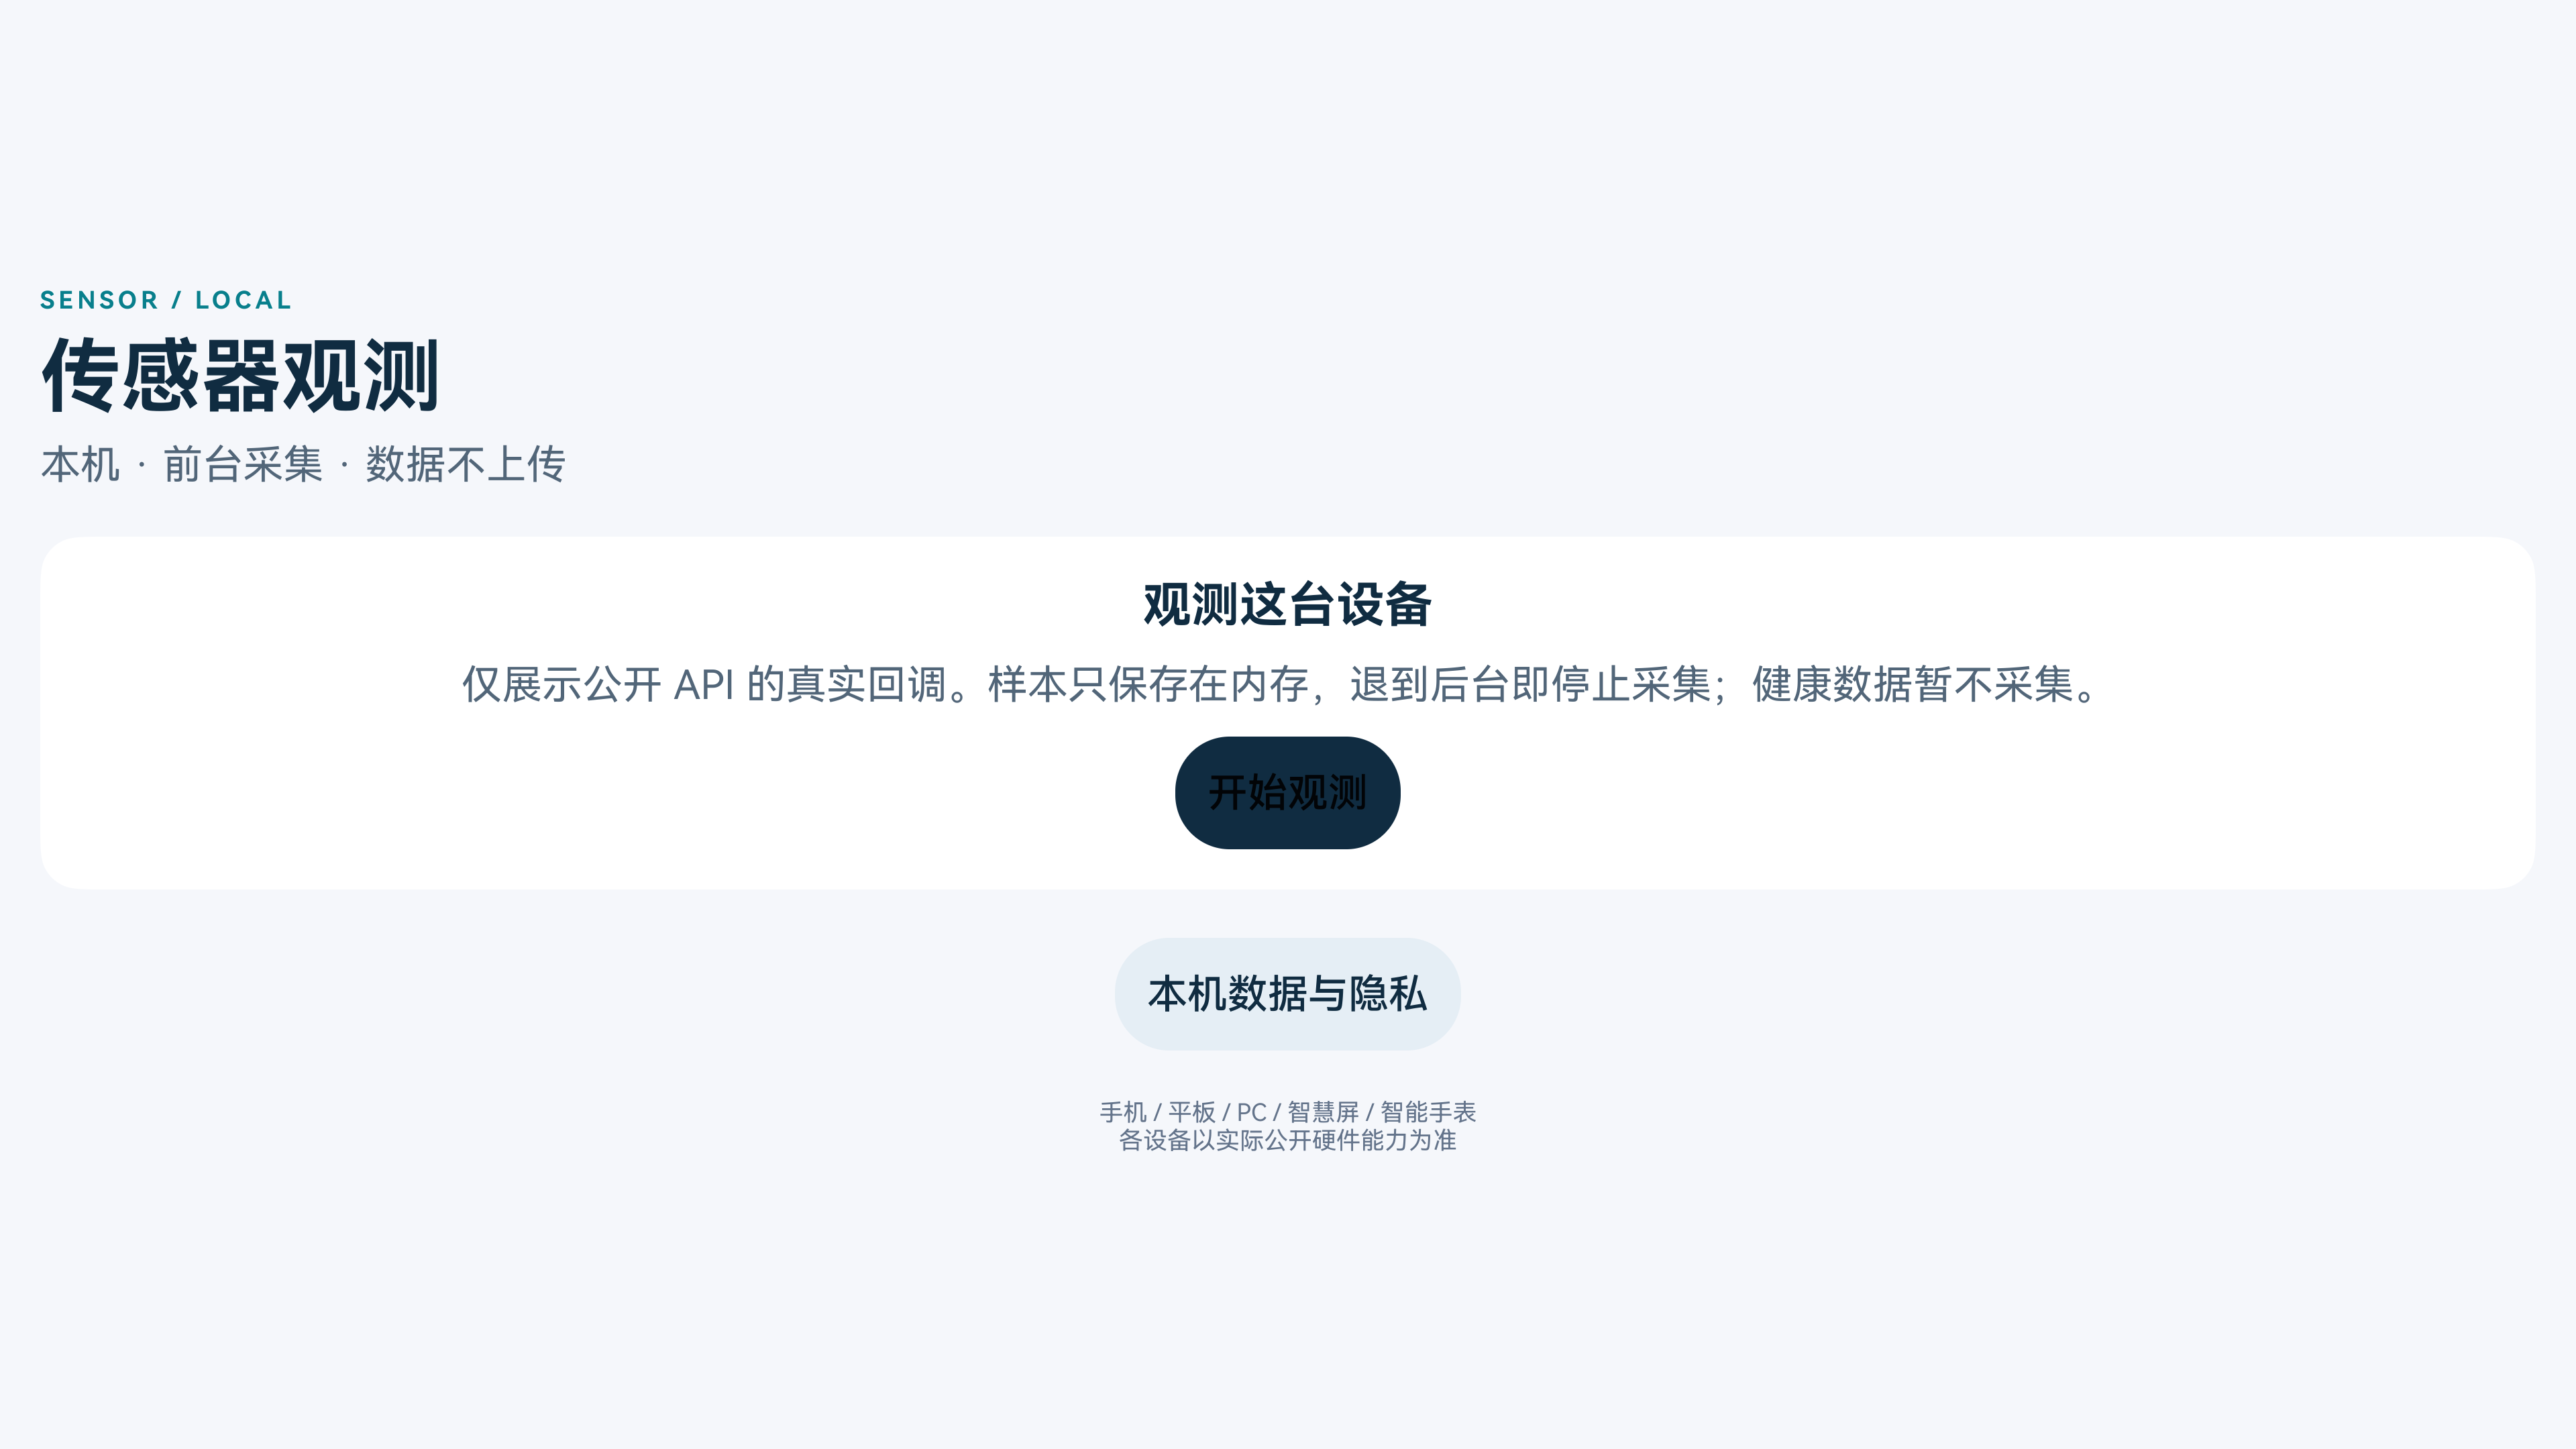 SENSOR / LOCAL
传感器观测
本机 · 前台采集 · 数据不上传
观测这台设备
仅展示公开 API 的真实回调。样本只保存在内存，退到后台即停止采集；健康数据暂不采集。
开始观测
本机数据与隐私
手机 / 平板 / PC / 智慧屏 / 智能手表
各设备以实际公开硬件能力为准